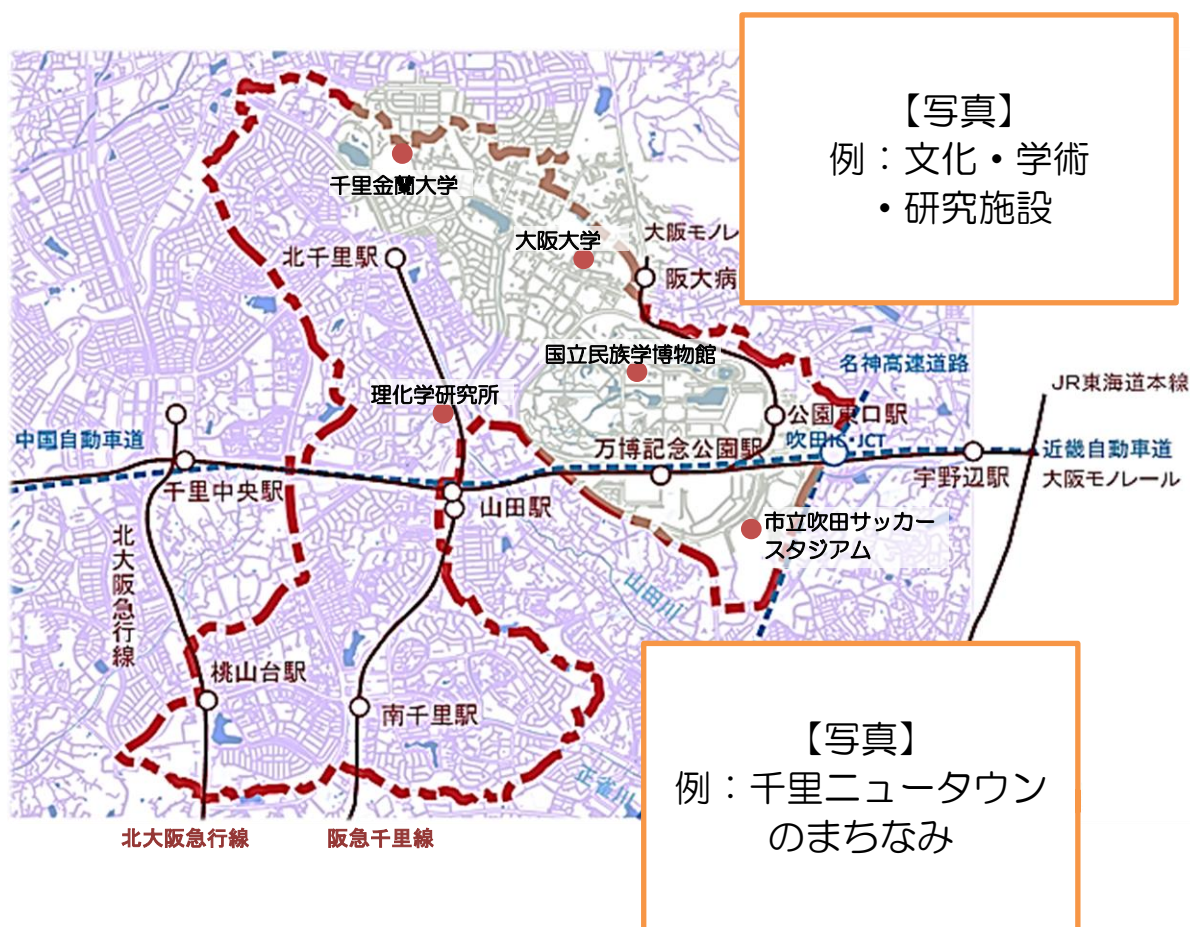 【写真】
例：文化・学術
・研究施設
千里金蘭大学
大阪大学
大阪モノレ
北千里駅
阪大病
国立民族学博物館
名神高速道路
理化学研究所
JR東海道本線
公園東口駅
中国自動車道
万博記念公園駅
吹田IC・JCT
近畿自動車道
千里中央駅
宇野辺駅
大阪モノレール
山田駅
市立吹田サッカー
スタジアム
北大阪急行線
山田川
桃山台駅
南千里駅
正雀川
【写真】
例：千里ニュータウン
のまちなみ
北大阪急行線
阪急千里線